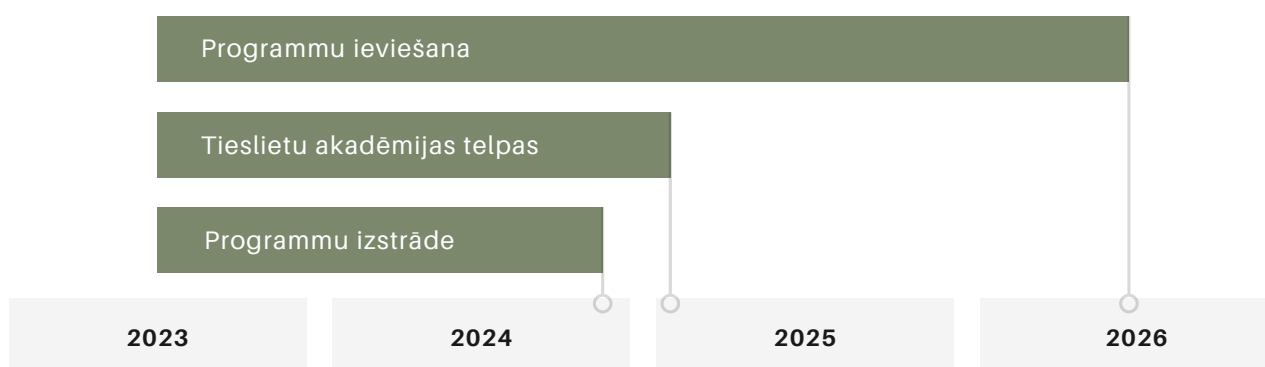 Programmu ieviešana
Tieslietu akadēmijas telpas
Programmu izstrāde
2023 2024 2025 2026